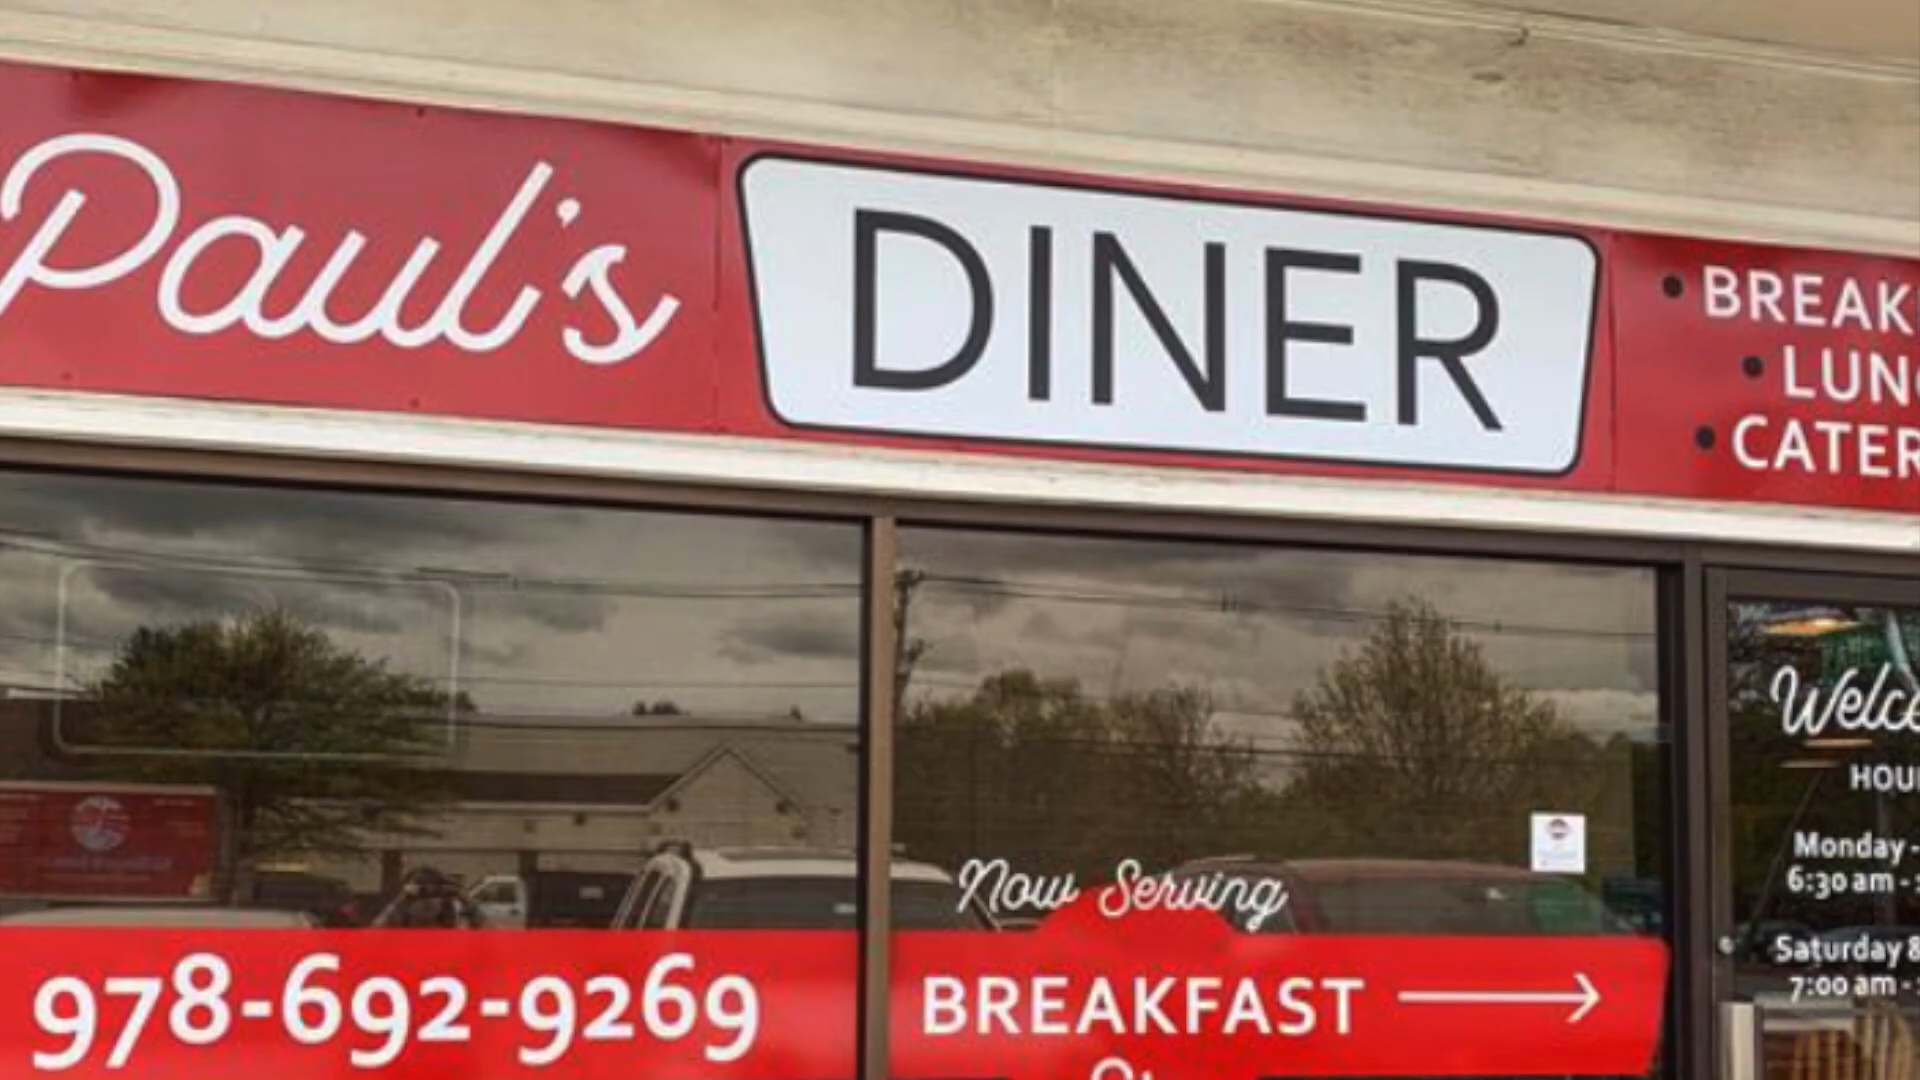 Paul's DINER
• BREAK
• LUN
• CATER
Welco
HOU
Monday -
6:30 am -
Saturday &
7:00 am -
Now Serving
BREAKFAST →
978-692-9269